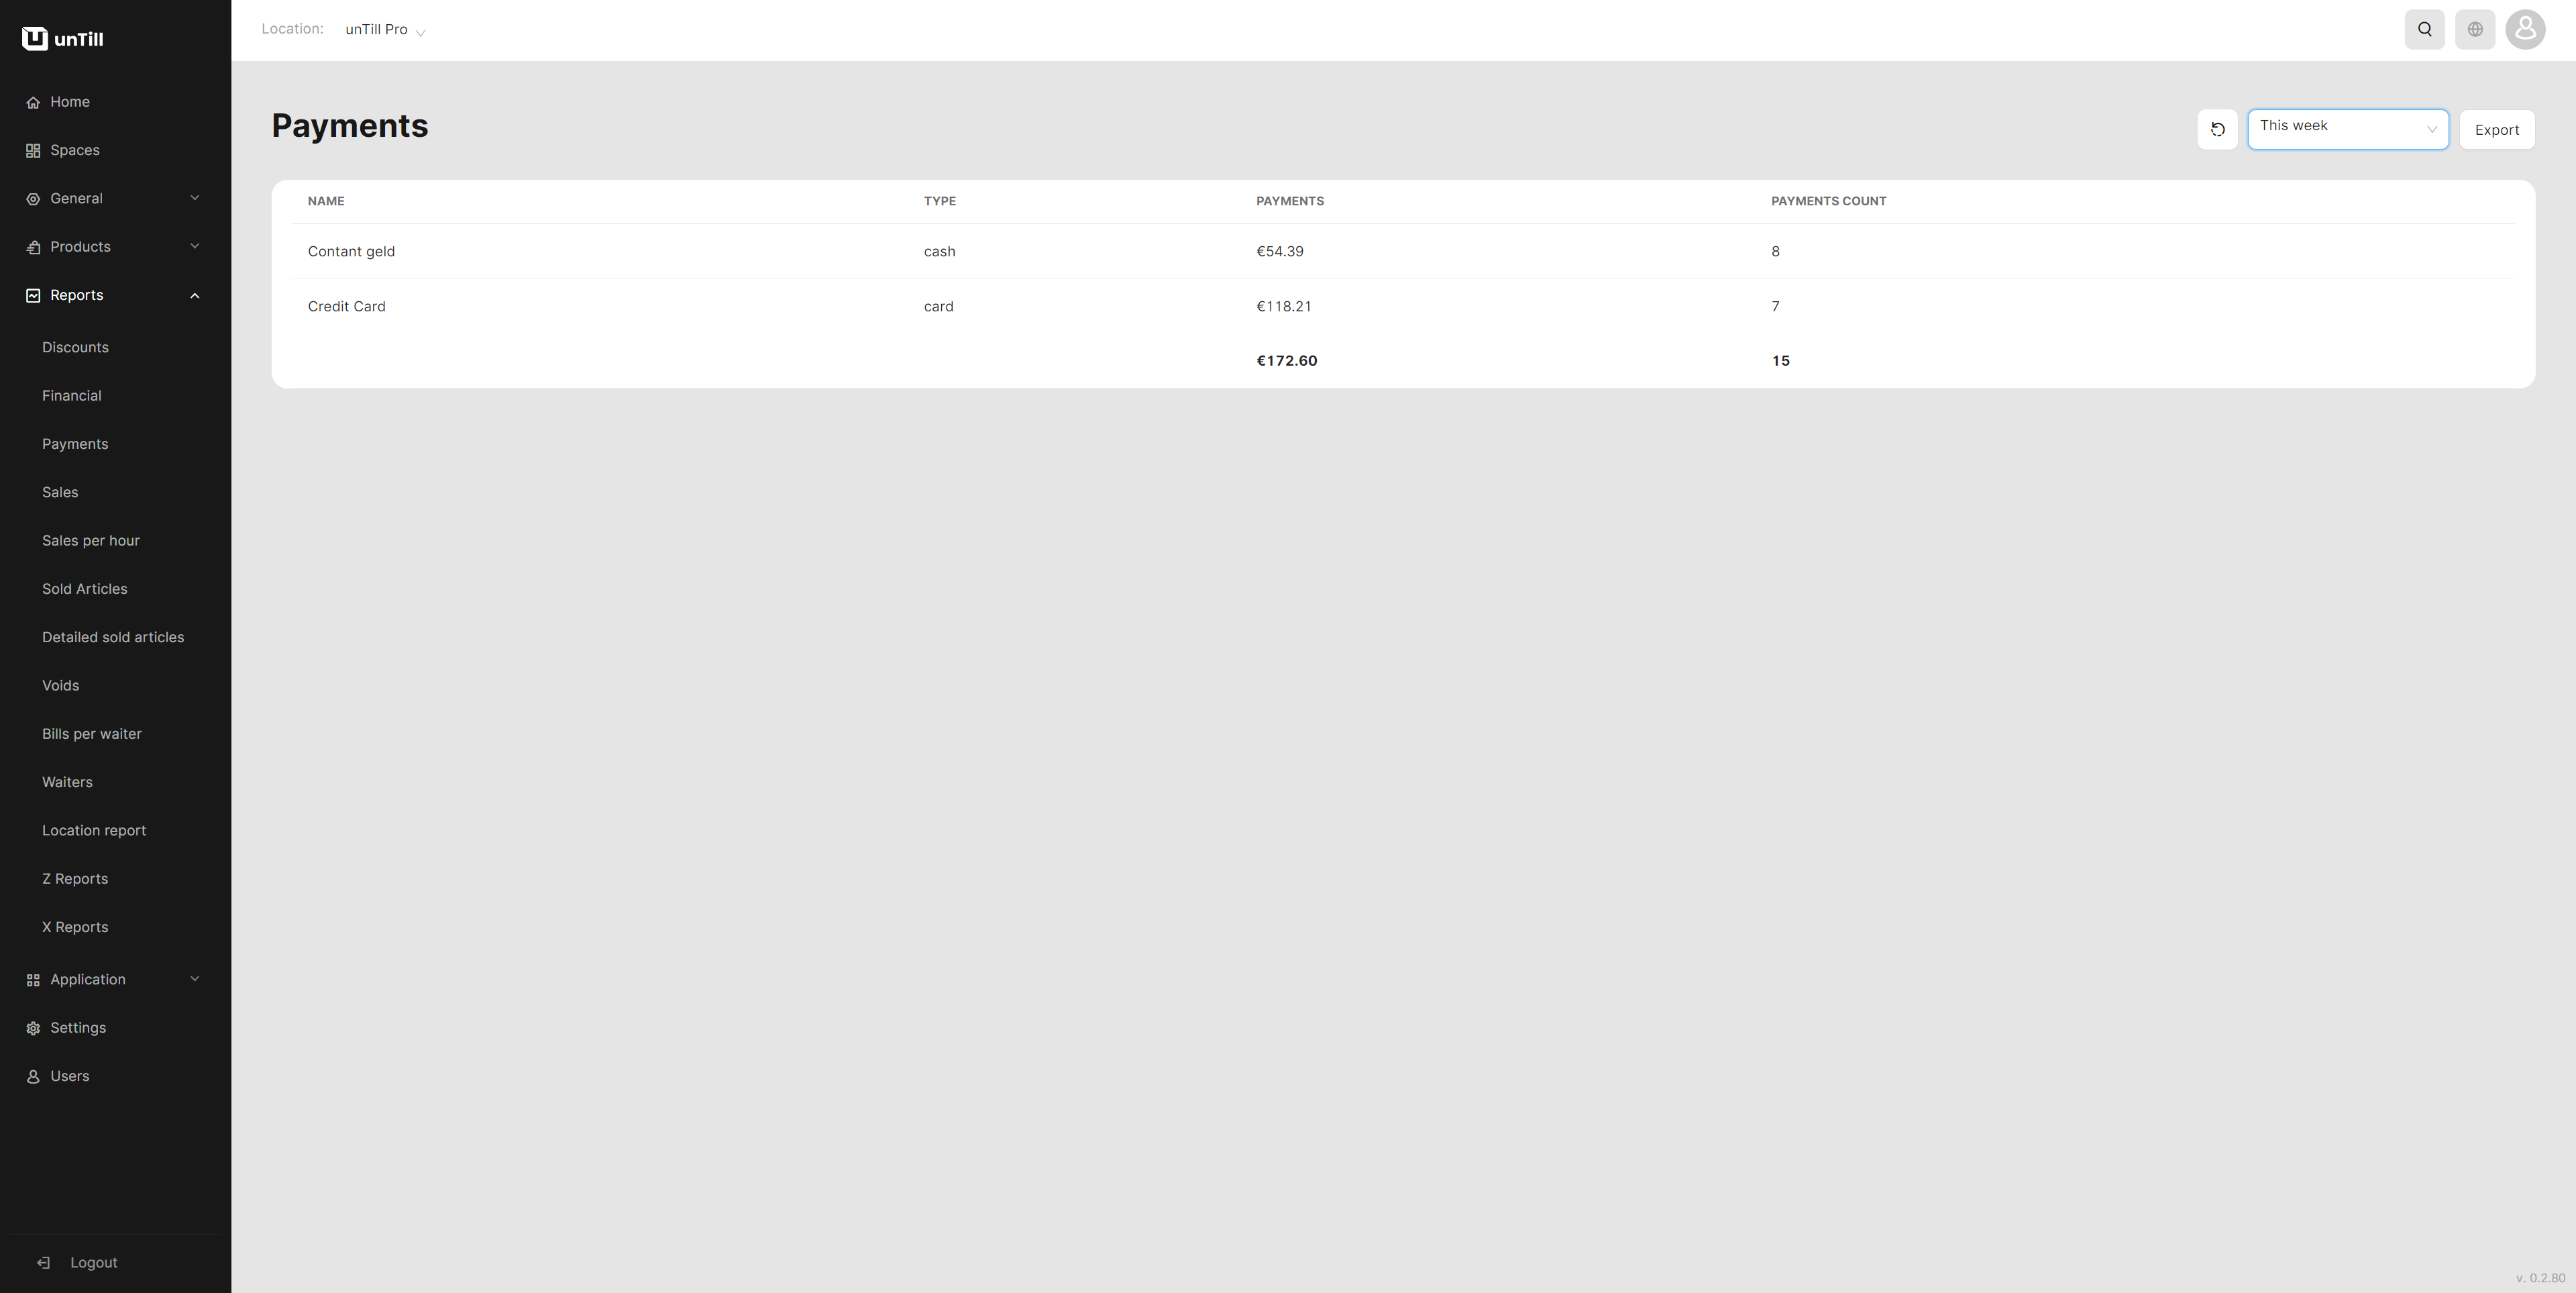 unTill
Location: unTill Pro
Home
Spaces
General
Products
Reports
Discounts
Financial
Payments
Sales
Sales per hour
Sold Articles
Detailed sold articles
Voids
Bills per waiter
Waiters
Location report
Z Reports
X Reports
Application
Settings
Users
Logout
Payments
This week
Export
NAME TYPE PAYMENTS PAYMENTS COUNT
Contant geld cash €54.39 8
Credit Card card €118.21 7
€172.60 15
v. 0.2.80